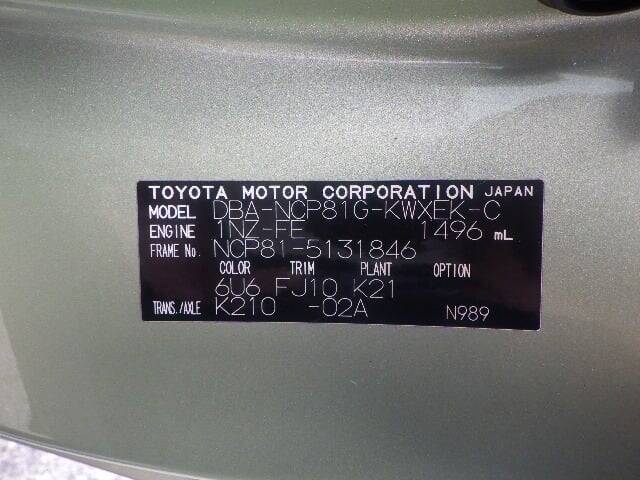 TOYOTA MOTOR CORPORATION JAPAN
MODEL DBA-NCP81G-KWXEK-C
ENGINE 1NZ-FE 1496 mL
FRAME No. NCP81-5131846
COLOR TRIM PLANT OPTION
6U6 FJ10 K21
TRANS./AXLE K210 -02A N989